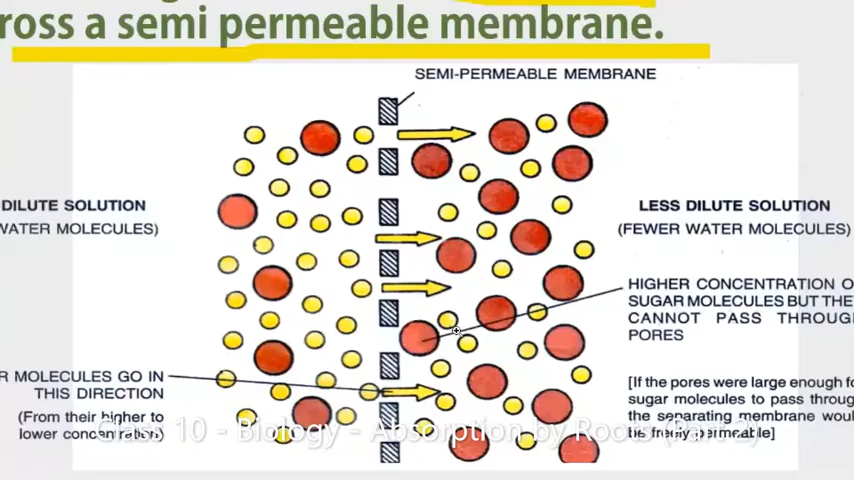 ross a semi permeable membrane.
SEMI-PERMEABLE MEMBRANE
DILUTE SOLUTION
WATER MOLECULES)
LESS DILUTE SOLUTION
(FEWER WATER MOLECULES)
HIGHER CONCENTRATION O
SUGAR MOLECULES BUT THE
CANNOT PASS THROUG
PORES
R MOLECULES GO IN
THIS DIRECTION
(From their higher to
lower concentration)
[If the pores were large enough fo
sugar molecules to pass throug
the separating membrane woul
be freely permeable]
Class 10 - Biology - Absorption by Roots (Part 2)